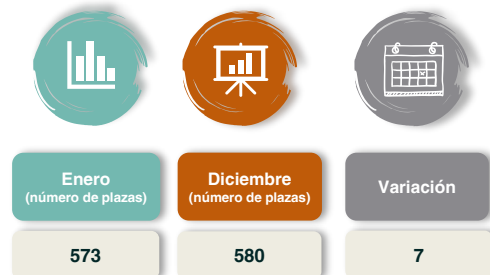 Enero
(número de plazas)
Diciembre
(número de plazas)
Variación
573
580
7